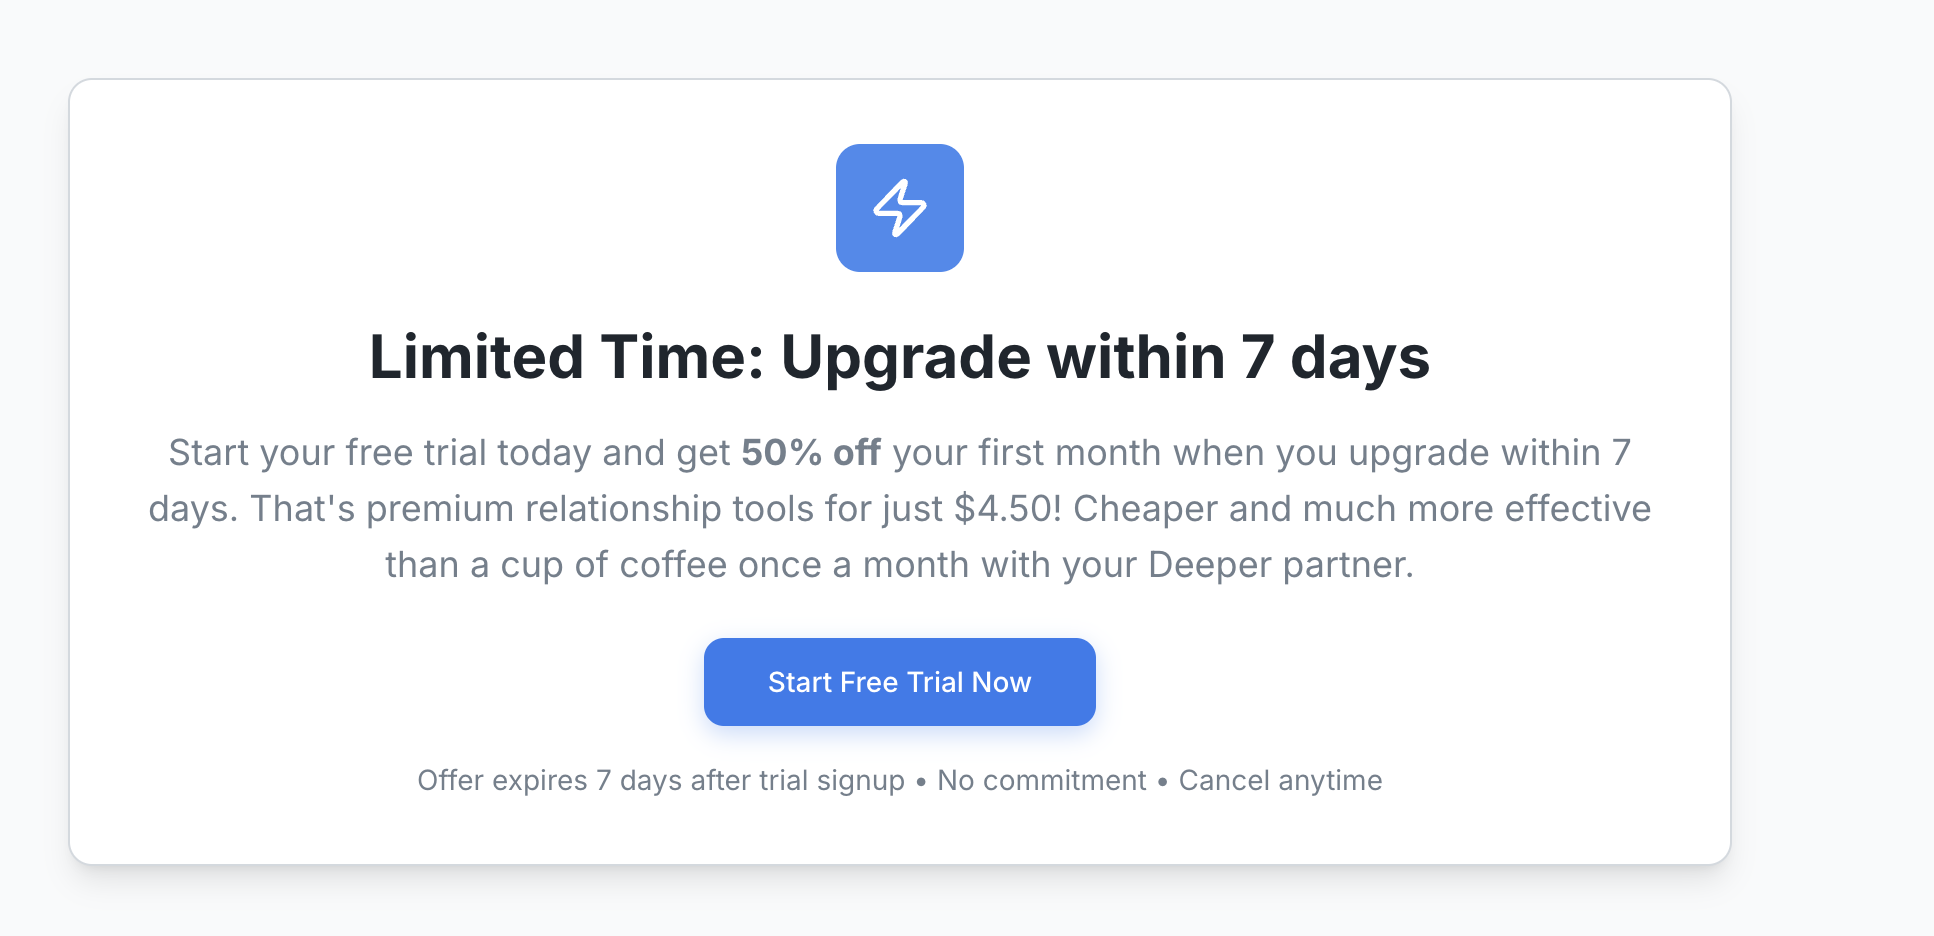 Limited Time: Upgrade within 7 days
Start your free trial today and get 50% off your first month when you upgrade within 7
days. That's premium relationship tools for just $4.50! Cheaper and much more effective
than a cup of coffee once a month with your Deeper partner.
Start Free Trial Now
Offer expires 7 days after trial signup • No commitment • Cancel anytime